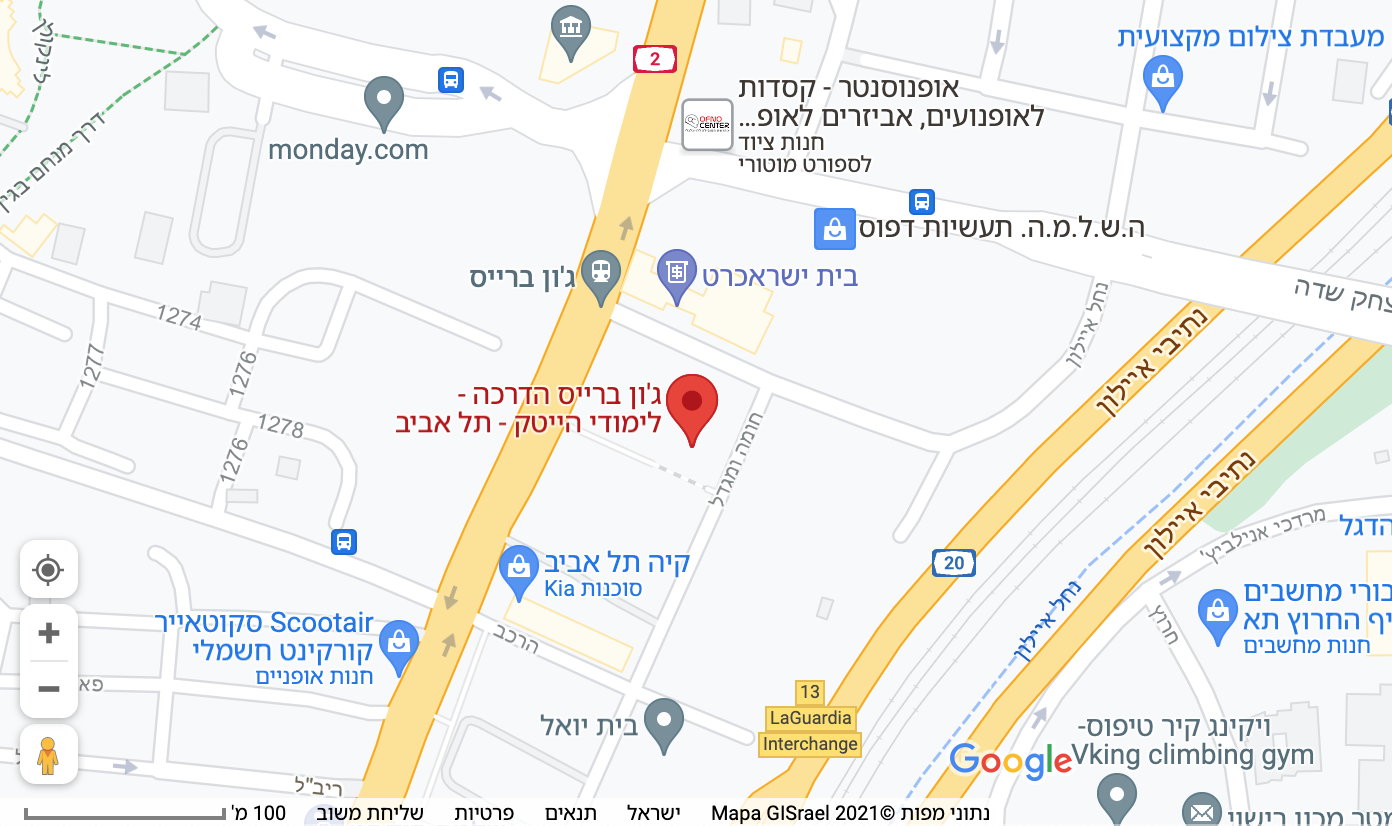 לינקולן
2
מעבדת צילום מקצועית
אופנוסנטר - קסדות
לאופנועים, אביזרים לאופ...
חנות ציוד
לספורט מוטורי
OFNO
CENTER
monday.com
דרך מנחם בגין
ה.ש.ל.מ.ה. תעשיות דפוס
ג'ון ברייס
בית ישראכרט
צחק שדה
נחל איילון
נתיבי איילון
1274
1277
1276
1278
1276
ג'ון ברייס הדרכה -
לימודי הייטק - תל אביב
חומה ומגדל
נתיבי איילון
מרדכי אנילביץ'
הדגל
קיה תל אביב
סוכנות Kia
20
נחל איילון
בורי מחשבים
יף החרוץ תא
חנות מחשבים
חרוץ
Scootair סקוטאייר
קורקינט חשמלי
חנות אופניים
הרכב
פא
13
LaGuardia
Interchange
בית יואל
ויקינג קיר טיפוס-
Vking climbing gym
Google
ריב"ל
מטר מכון רישוי
נתוני מפות ©2021 Mapa GISrael
ישראל
תנאים
פרטיות
שליחת משוב
100 מ'